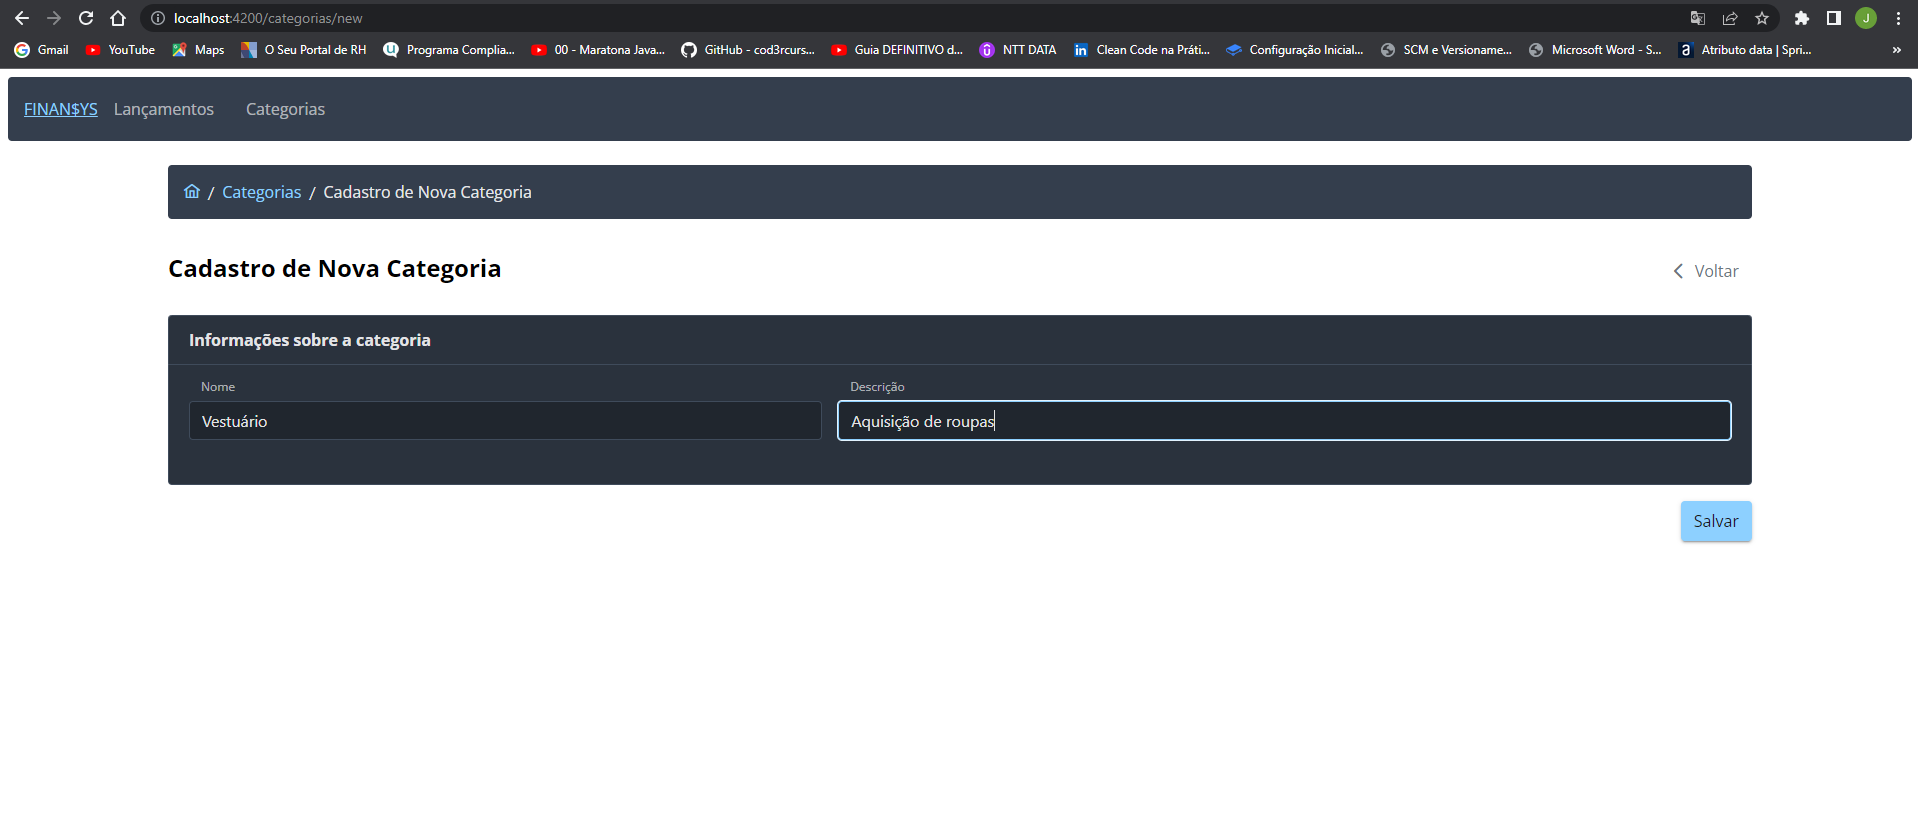 localhost:4200/categorias/new
J
Gmail YouTube Maps O Seu Portal de RH Programa Complia... 00 - Maratona Java... GitHub - cod3rcurs... Guia DEFINITIVO d... NTT DATA Clean Code na Práti... Configuração Inicial... SCM e Versioname... Microsoft Word - S... Atributo data | Spri... »
FINAN$YS Lançamentos Categorias
/ Categorias / Cadastro de Nova Categoria
Cadastro de Nova Categoria
Voltar
Informações sobre a categoria
Nome Descrição
Vestuário Aquisição de roupas
Salvar